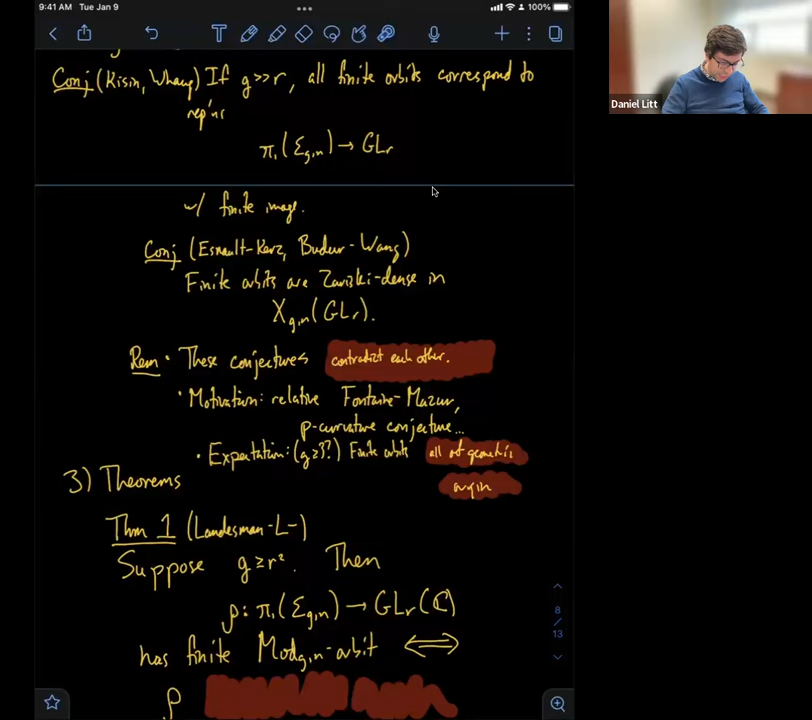 9:41 AM Tue Jan 9
100%
Conj (Kisin, Whang) If g>>r, all finite orbits correspond to
rep'ns
π₁(Σg,n) → GLr
w/ finite image.
Conj (Esnault-Kerz, Budur-Wang)
Finite orbits are Zariski-dense in
Xg,n(GLr).
Rem • These conjectures contradict each other.
• Motivation: relative Fontaine-Mazur,
p-curvature conjecture...
• Expectation: (g≥??) Finite orbits all of geometric
origin
3) Theorems
Thm 1 (Landesman-L-)
Suppose g≥r². Then
ρ: π₁(Σg,n) → GLr(ℂ)
has finite Modg,n-orbit ⟺
ρ
8
/
13
Daniel Litt